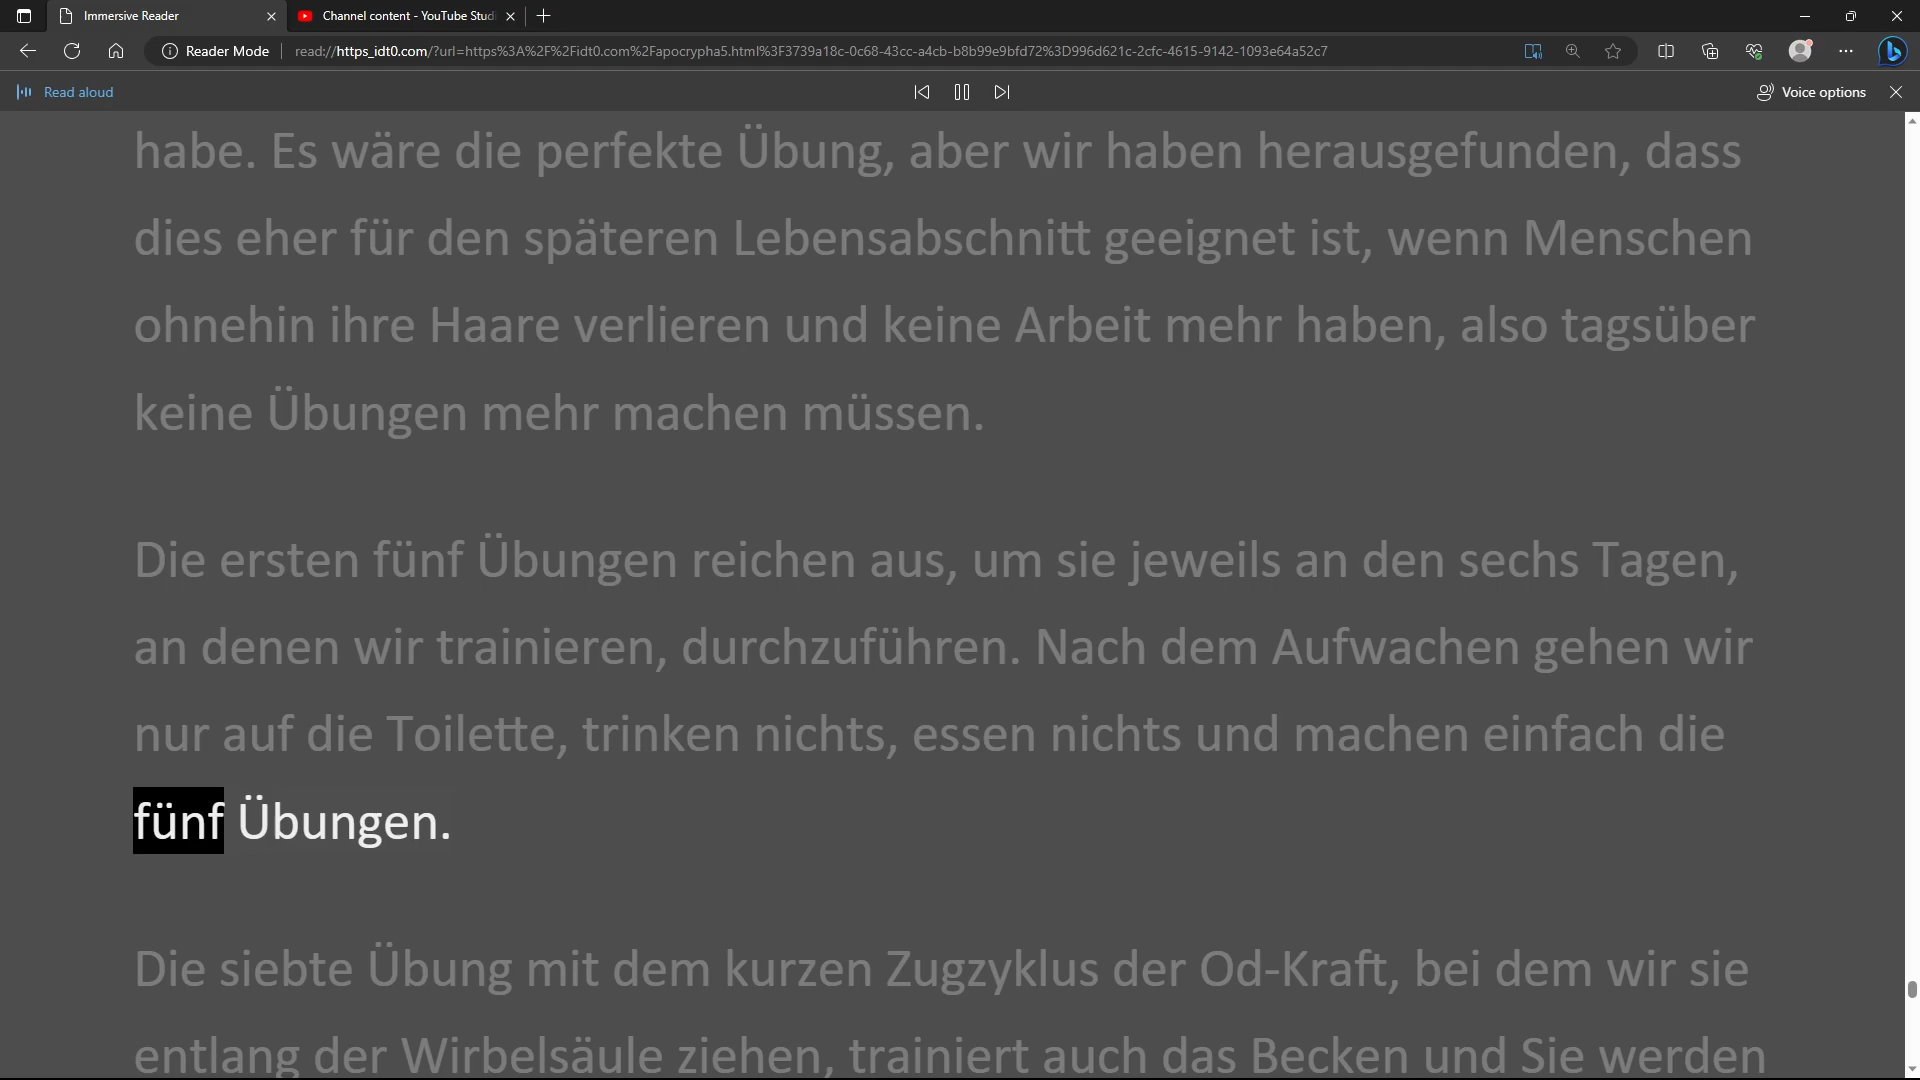 Immersive Reader
Channel content - YouTube Studi
Reader Mode
read://https_idt0.com/?url=https%3A%2F%2Fidt0.com%2Fapocrypha5.html%3F3739a18c-0c68-43cc-a4cb-b8b99e9bfd72%3D996d621c-2cfc-4615-9142-1093e64a52c7
Read aloud
Voice options
habe. Es wäre die perfekte Übung, aber wir haben herausgefunden, dass
dies eher für den späteren Lebensabschnitt geeignet ist, wenn Menschen
ohnehin ihre Haare verlieren und keine Arbeit mehr haben, also tagsüber
keine Übungen mehr machen müssen.
Die ersten fünf Übungen reichen aus, um sie jeweils an den sechs Tagen,
an denen wir trainieren, durchzuführen. Nach dem Aufwachen gehen wir
nur auf die Toilette, trinken nichts, essen nichts und machen einfach die
fünf Übungen.
Die siebte Übung mit dem kurzen Zugzyklus der Od-Kraft, bei dem wir sie
entlang der Wirbelsäule ziehen, trainiert auch das Becken und Sie werden